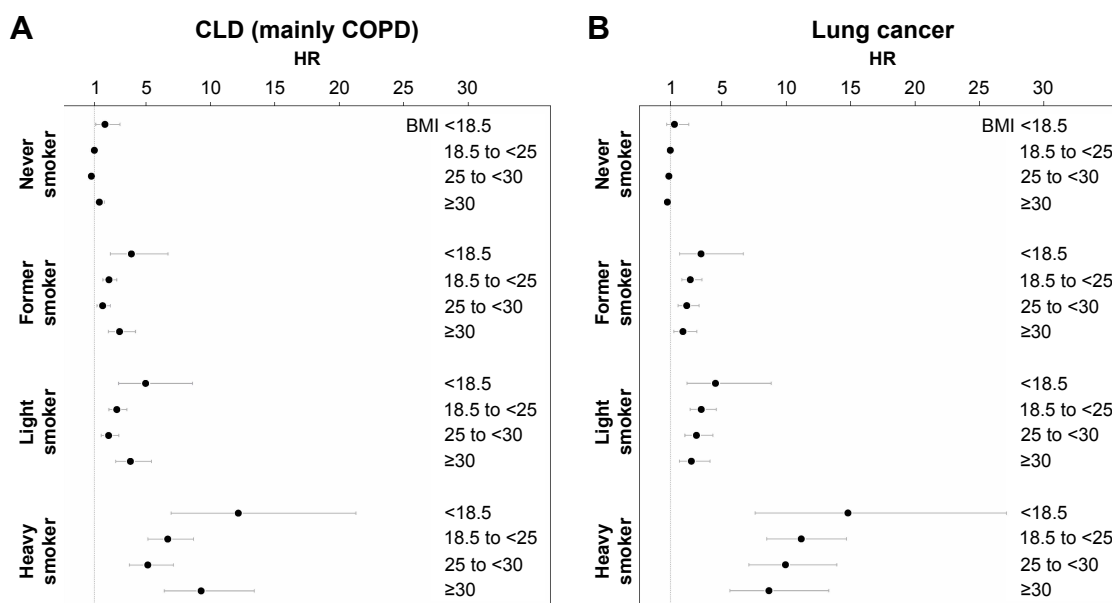 A
CLD (mainly COPD)
HR
1 5 10 15 20 25 30
Never smoker
BMI <18.5
18.5 to <25
25 to <30
≥30
Former smoker
<18.5
18.5 to <25
25 to <30
≥30
Light smoker
<18.5
18.5 to <25
25 to <30
≥30
Heavy smoker
<18.5
18.5 to <25
25 to <30
≥30
B
Lung cancer
HR
1 5 10 15 20 25 30
Never smoker
BMI <18.5
18.5 to <25
25 to <30
≥30
Former smoker
<18.5
18.5 to <25
25 to <30
≥30
Light smoker
<18.5
18.5 to <25
25 to <30
≥30
Heavy smoker
<18.5
18.5 to <25
25 to <30
≥30